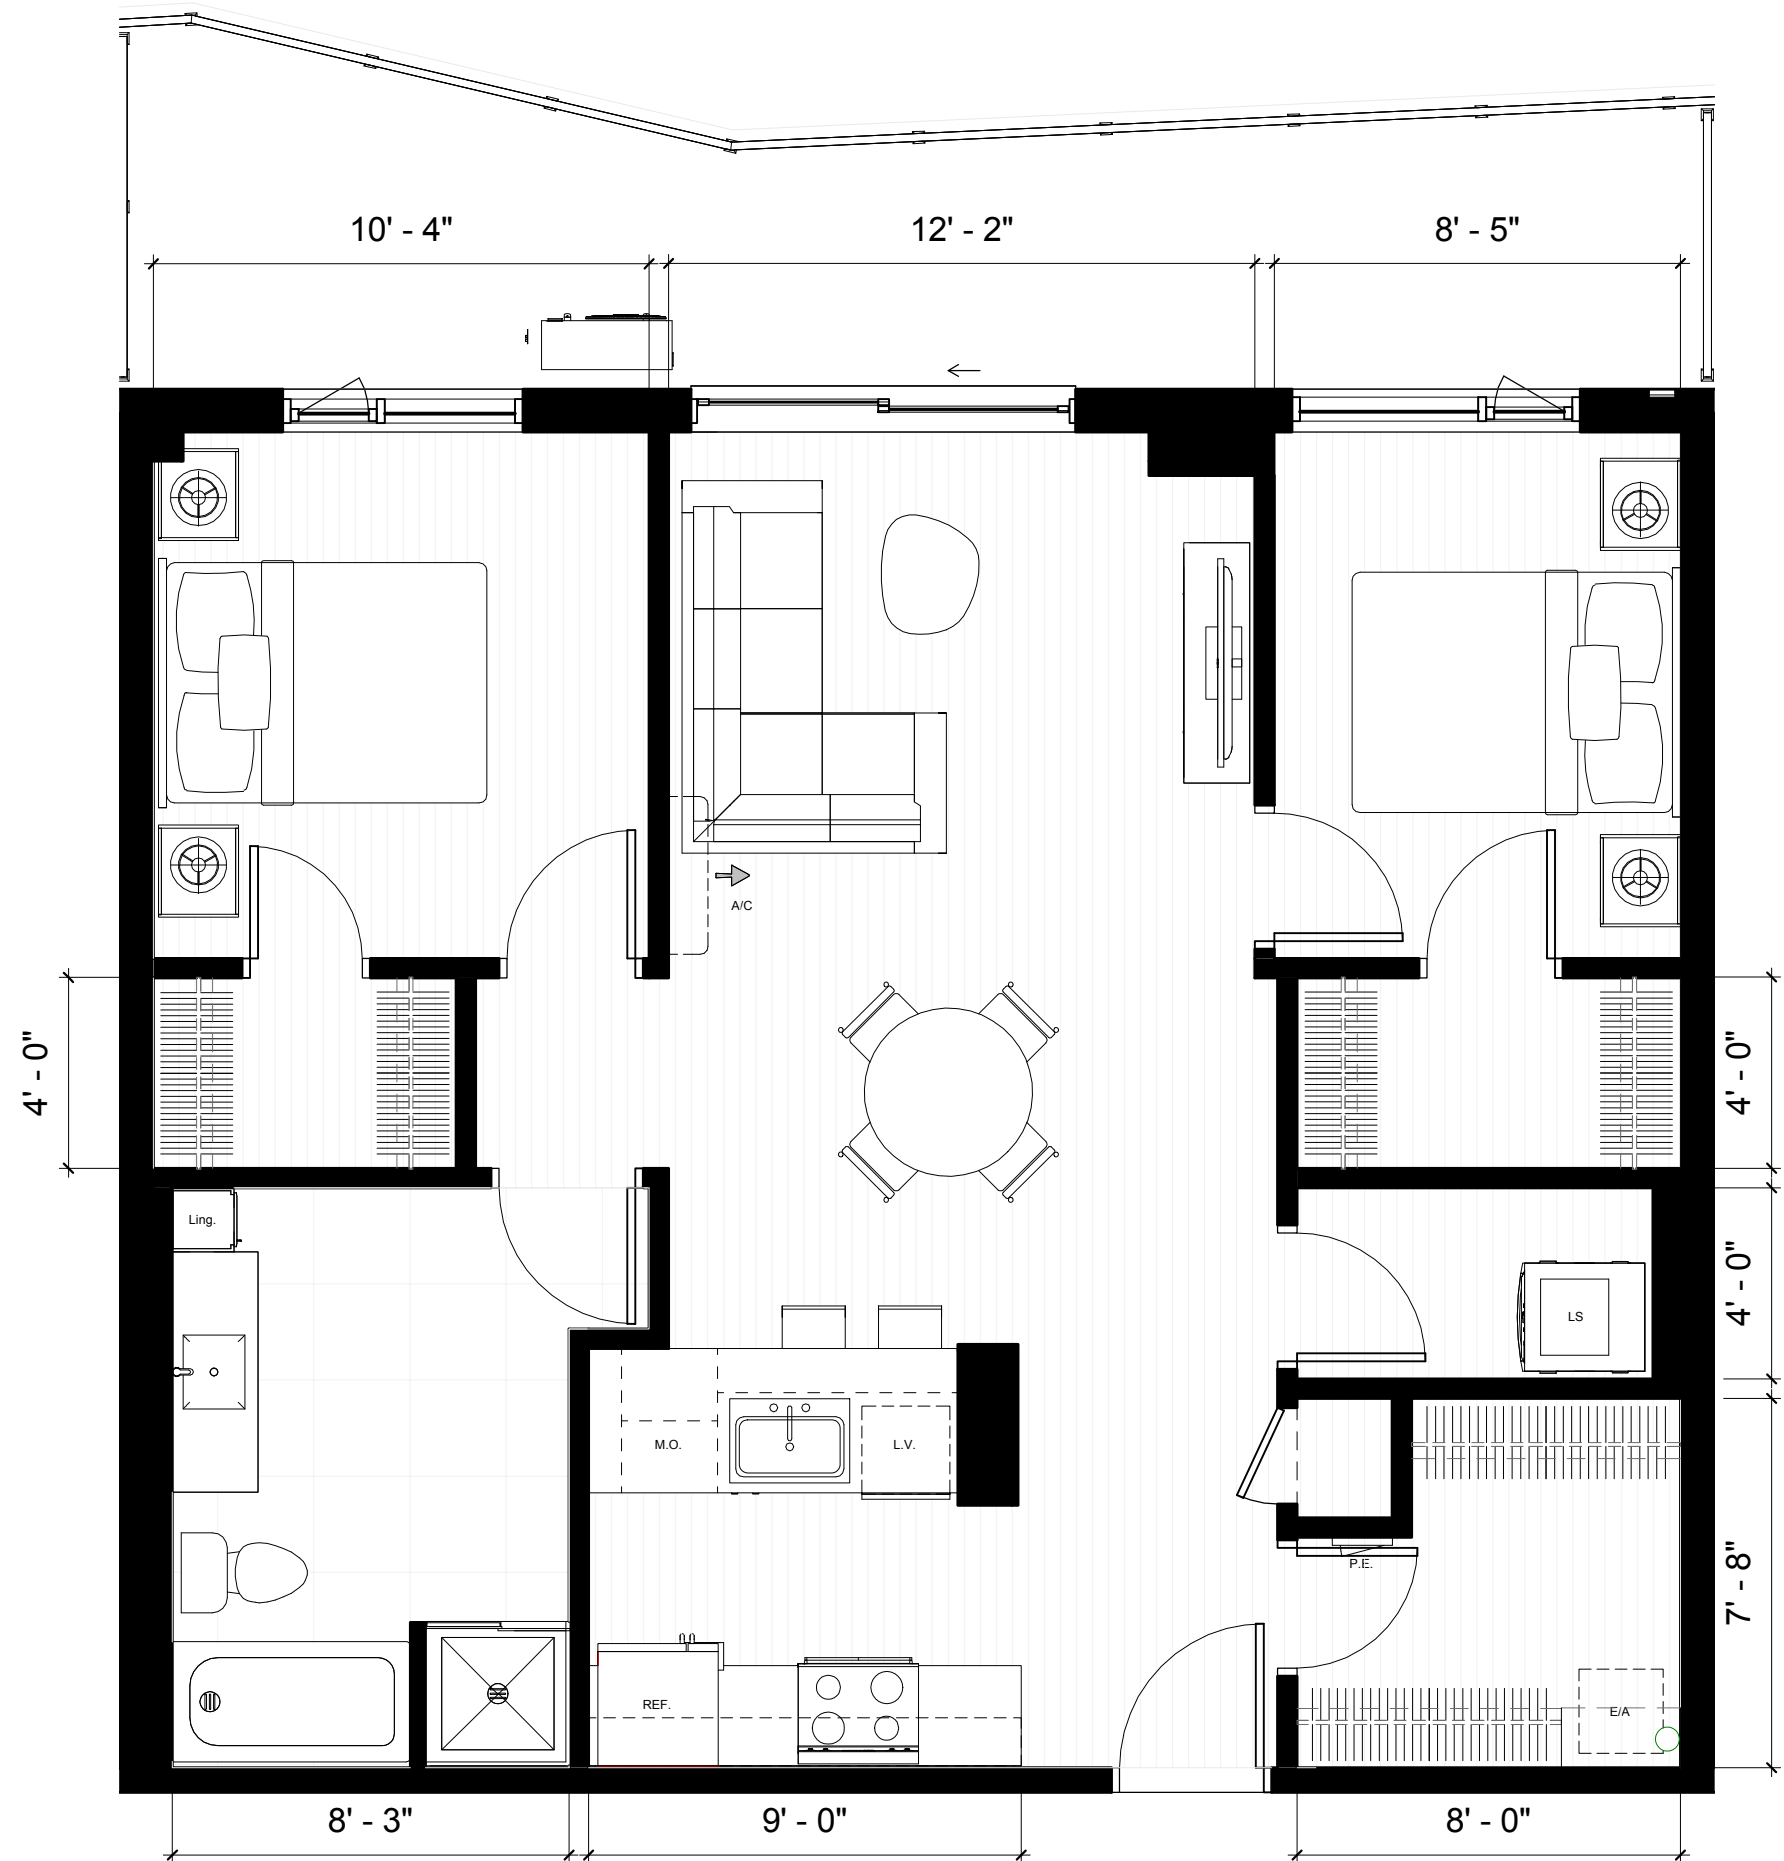 10' - 4"
12' - 2"
8' - 5"
A/C
4' - 0"
4' - 0"
Ling.
4' - 0"
LS
M.O.
L.V.
P.E.
7' - 8"
REF.
E/A
8' - 3"
9' - 0"
8' - 0"